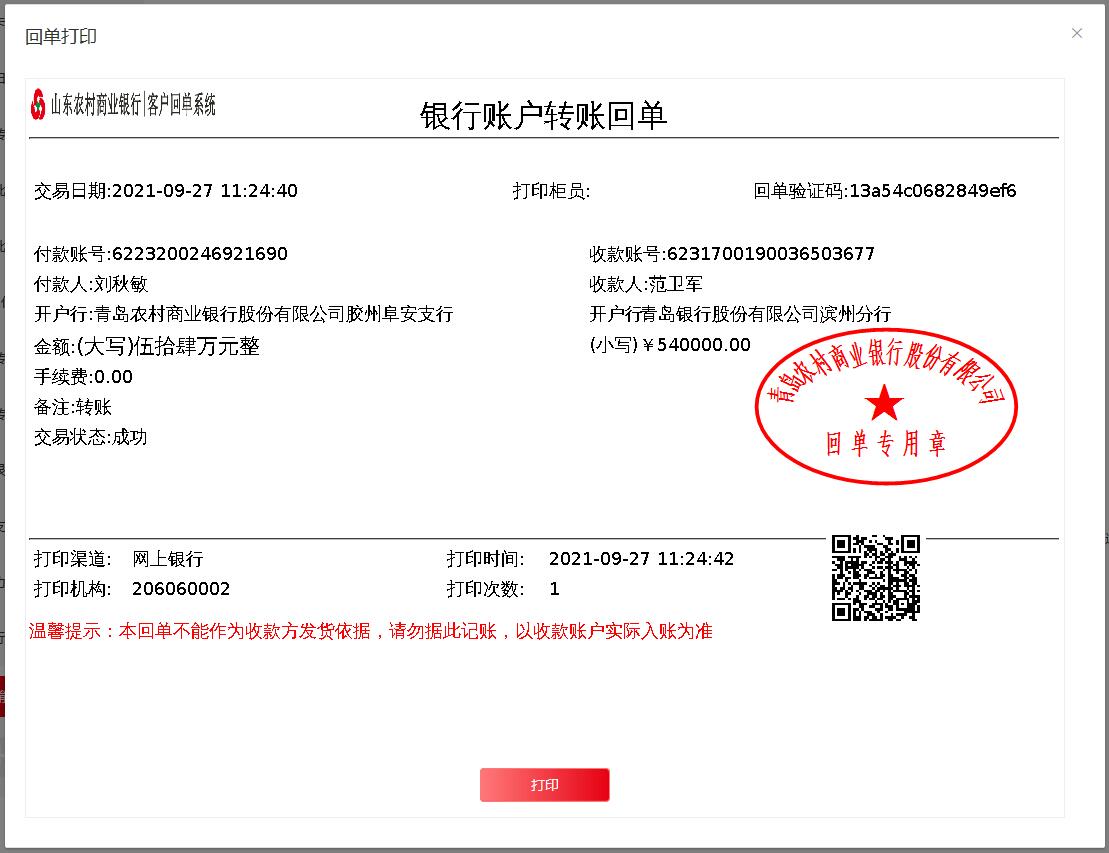 回单打印
山东农村商业银行|客户回单系统
银行账户转账回单
交易日期:2021-09-27 11:24:40 打印柜员: 回单验证码:13a54c0682849ef6
付款账号:6223200246921690 收款账号:6231700190036503677
付款人:刘秋敏 收款人:范卫军
开户行:青岛农村商业银行股份有限公司胶州阜安支行 开户行青岛银行股份有限公司滨州分行
金额:(大写)伍拾肆万元整 (小写)￥540000.00
手续费:0.00
备注:转账
交易状态:成功
青岛农村商业银行股份有限公司
回单专用章
打印渠道: 网上银行 打印时间: 2021-09-27 11:24:42
打印机构: 206060002 打印次数: 1
温馨提示：本回单不能作为收款方发货依据，请勿据此记账，以收款账户实际入账为准
打印